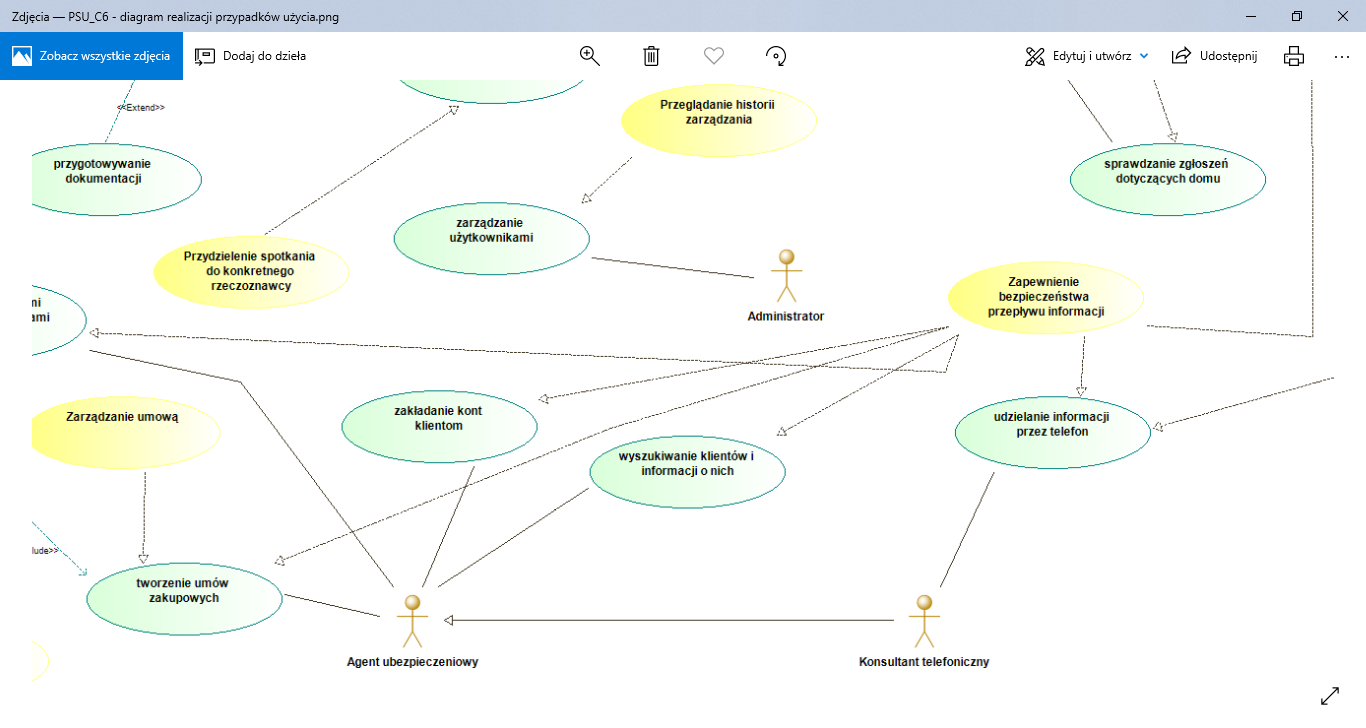 Zdjęcia — PSU_C6 - diagram realizacji przypadków użycia.png
Zobacz wszystkie zdjęcia
Dodaj do dzieła
Edytuj i utwórz
Udostępnij
<<Extend>>
Przeglądanie historii
zarządzania
przygotowywanie
dokumentacji
sprawdzanie zgłoszeń
dotyczących domu
zarządzanie
użytkownikami
Przydzielenie spotkania
do konkretnego
rzeczoznawcy
Administrator
Zapewnienie
bezpieczeństwa
przepływu informacji
ni
ami
Zarządzanie umową
zakładanie kont
klientom
udzielanie informacji
przez telefon
wyszukiwanie klientów i
informacji o nich
lude>>
tworzenie umów
zakupowych
Agent ubezpieczeniowy
Konsultant telefoniczny